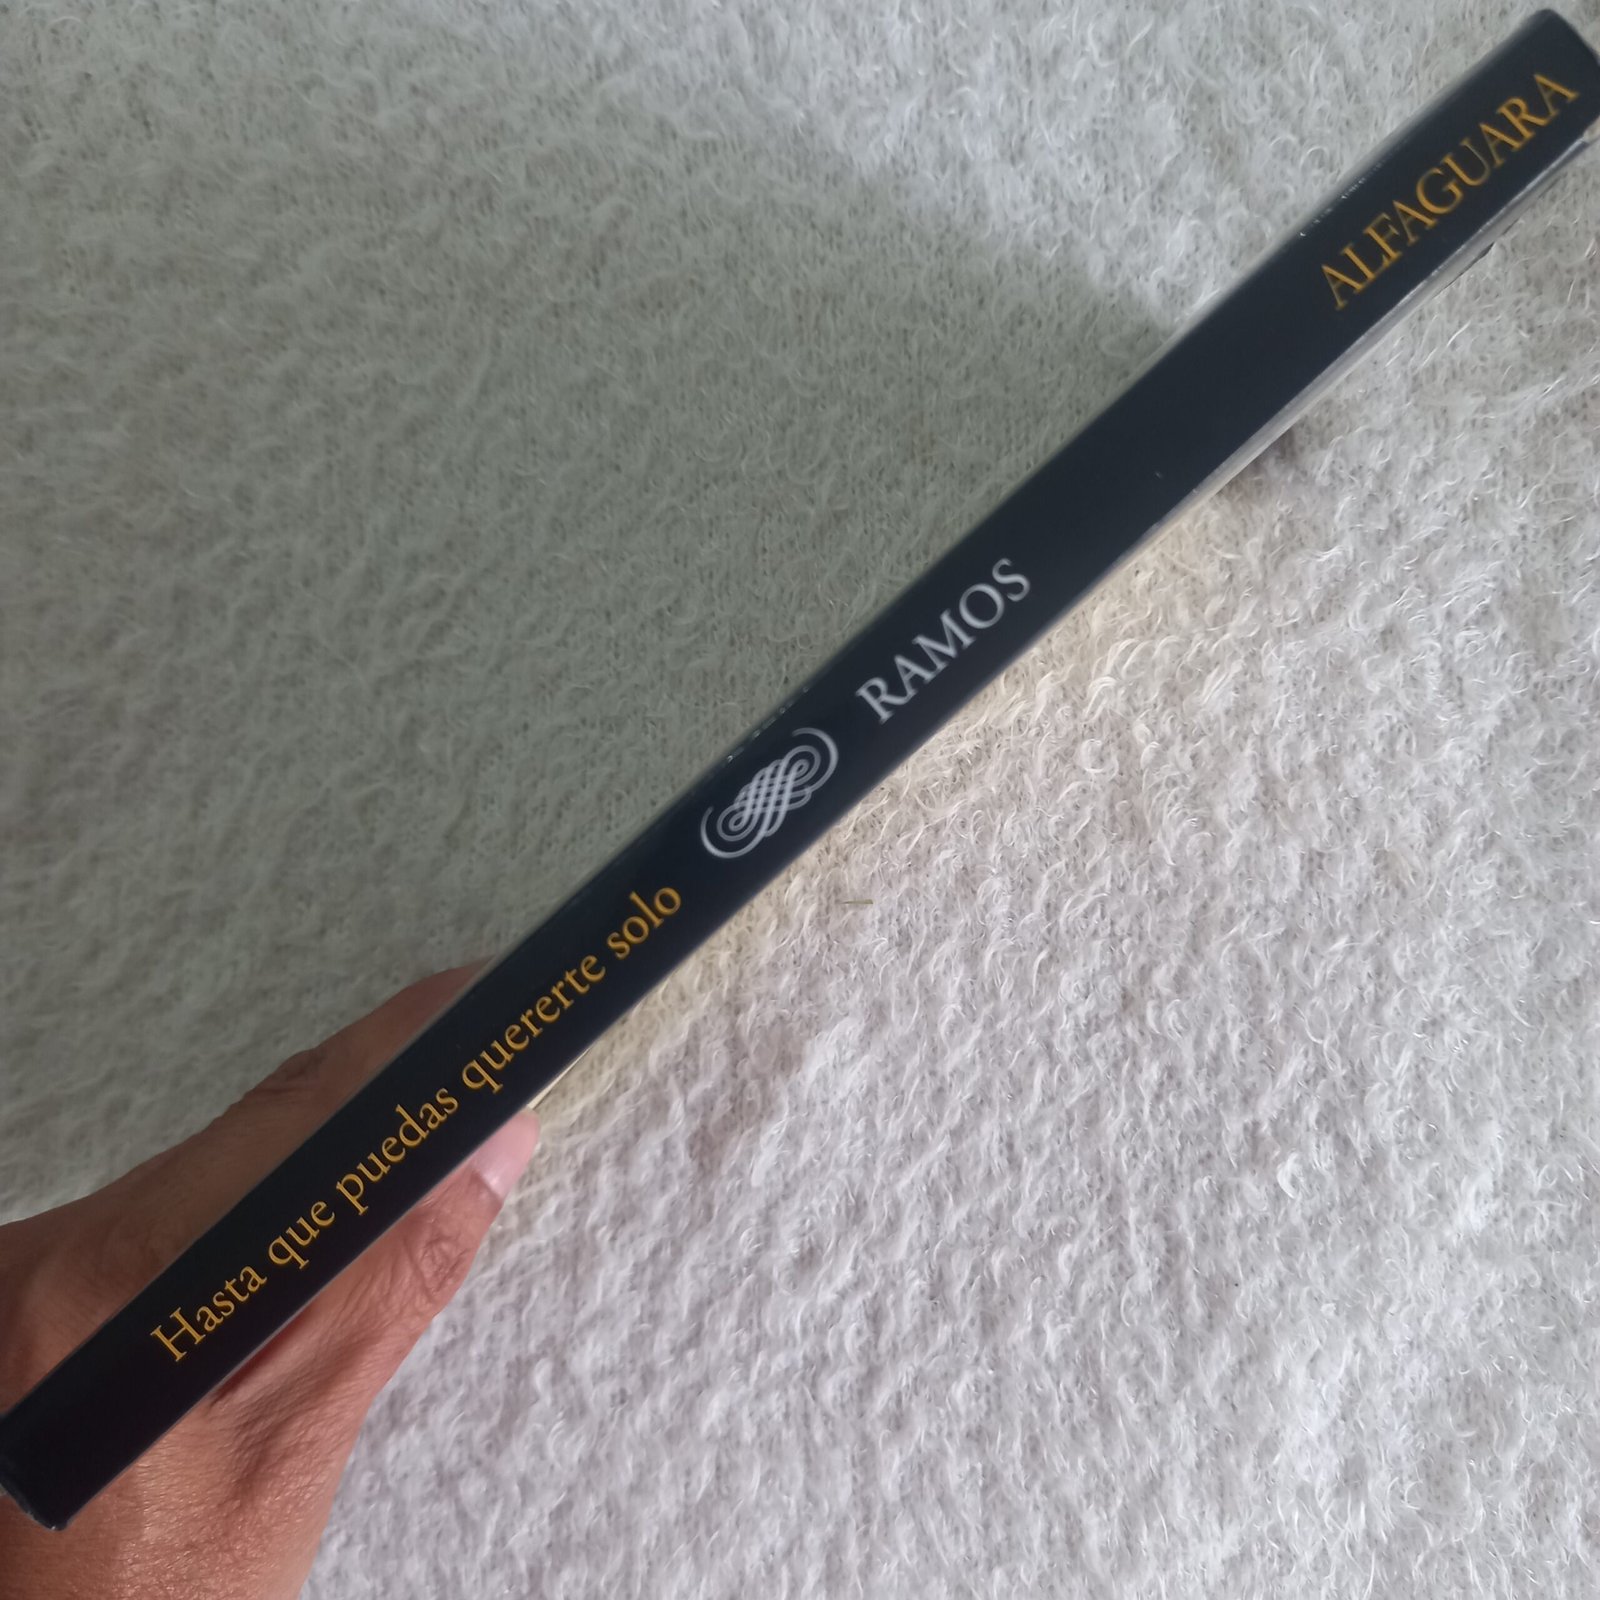 Hasta que puedas quererte solo
RAMOS
ALFAGUARA